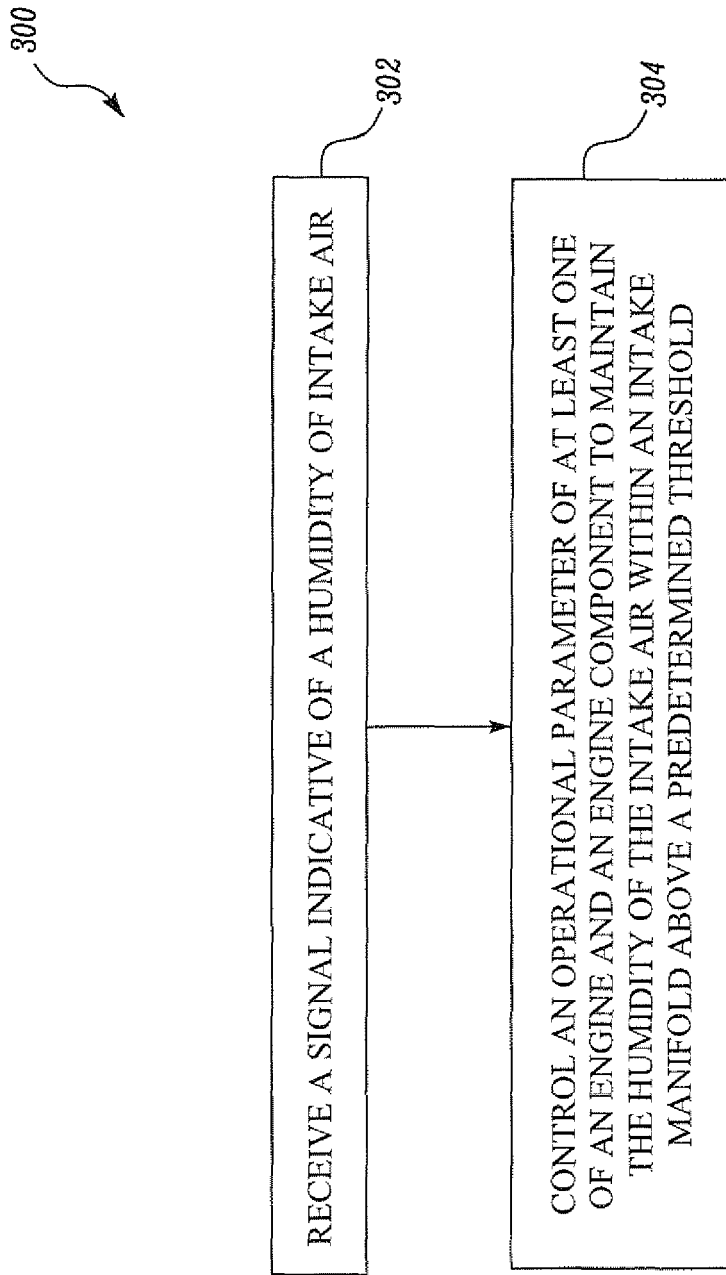 300
RECEIVE A SIGNAL INDICATIVE OF A HUMIDITY OF INTAKE AIR
302
CONTROL AN OPERATIONAL PARAMETER OF AT LEAST ONE
OF AN ENGINE AND AN ENGINE COMPONENT TO MAINTAIN
THE HUMIDITY OF THE INTAKE AIR WITHIN AN INTAKE
MANIFOLD ABOVE A PREDETERMINED THRESHOLD
304